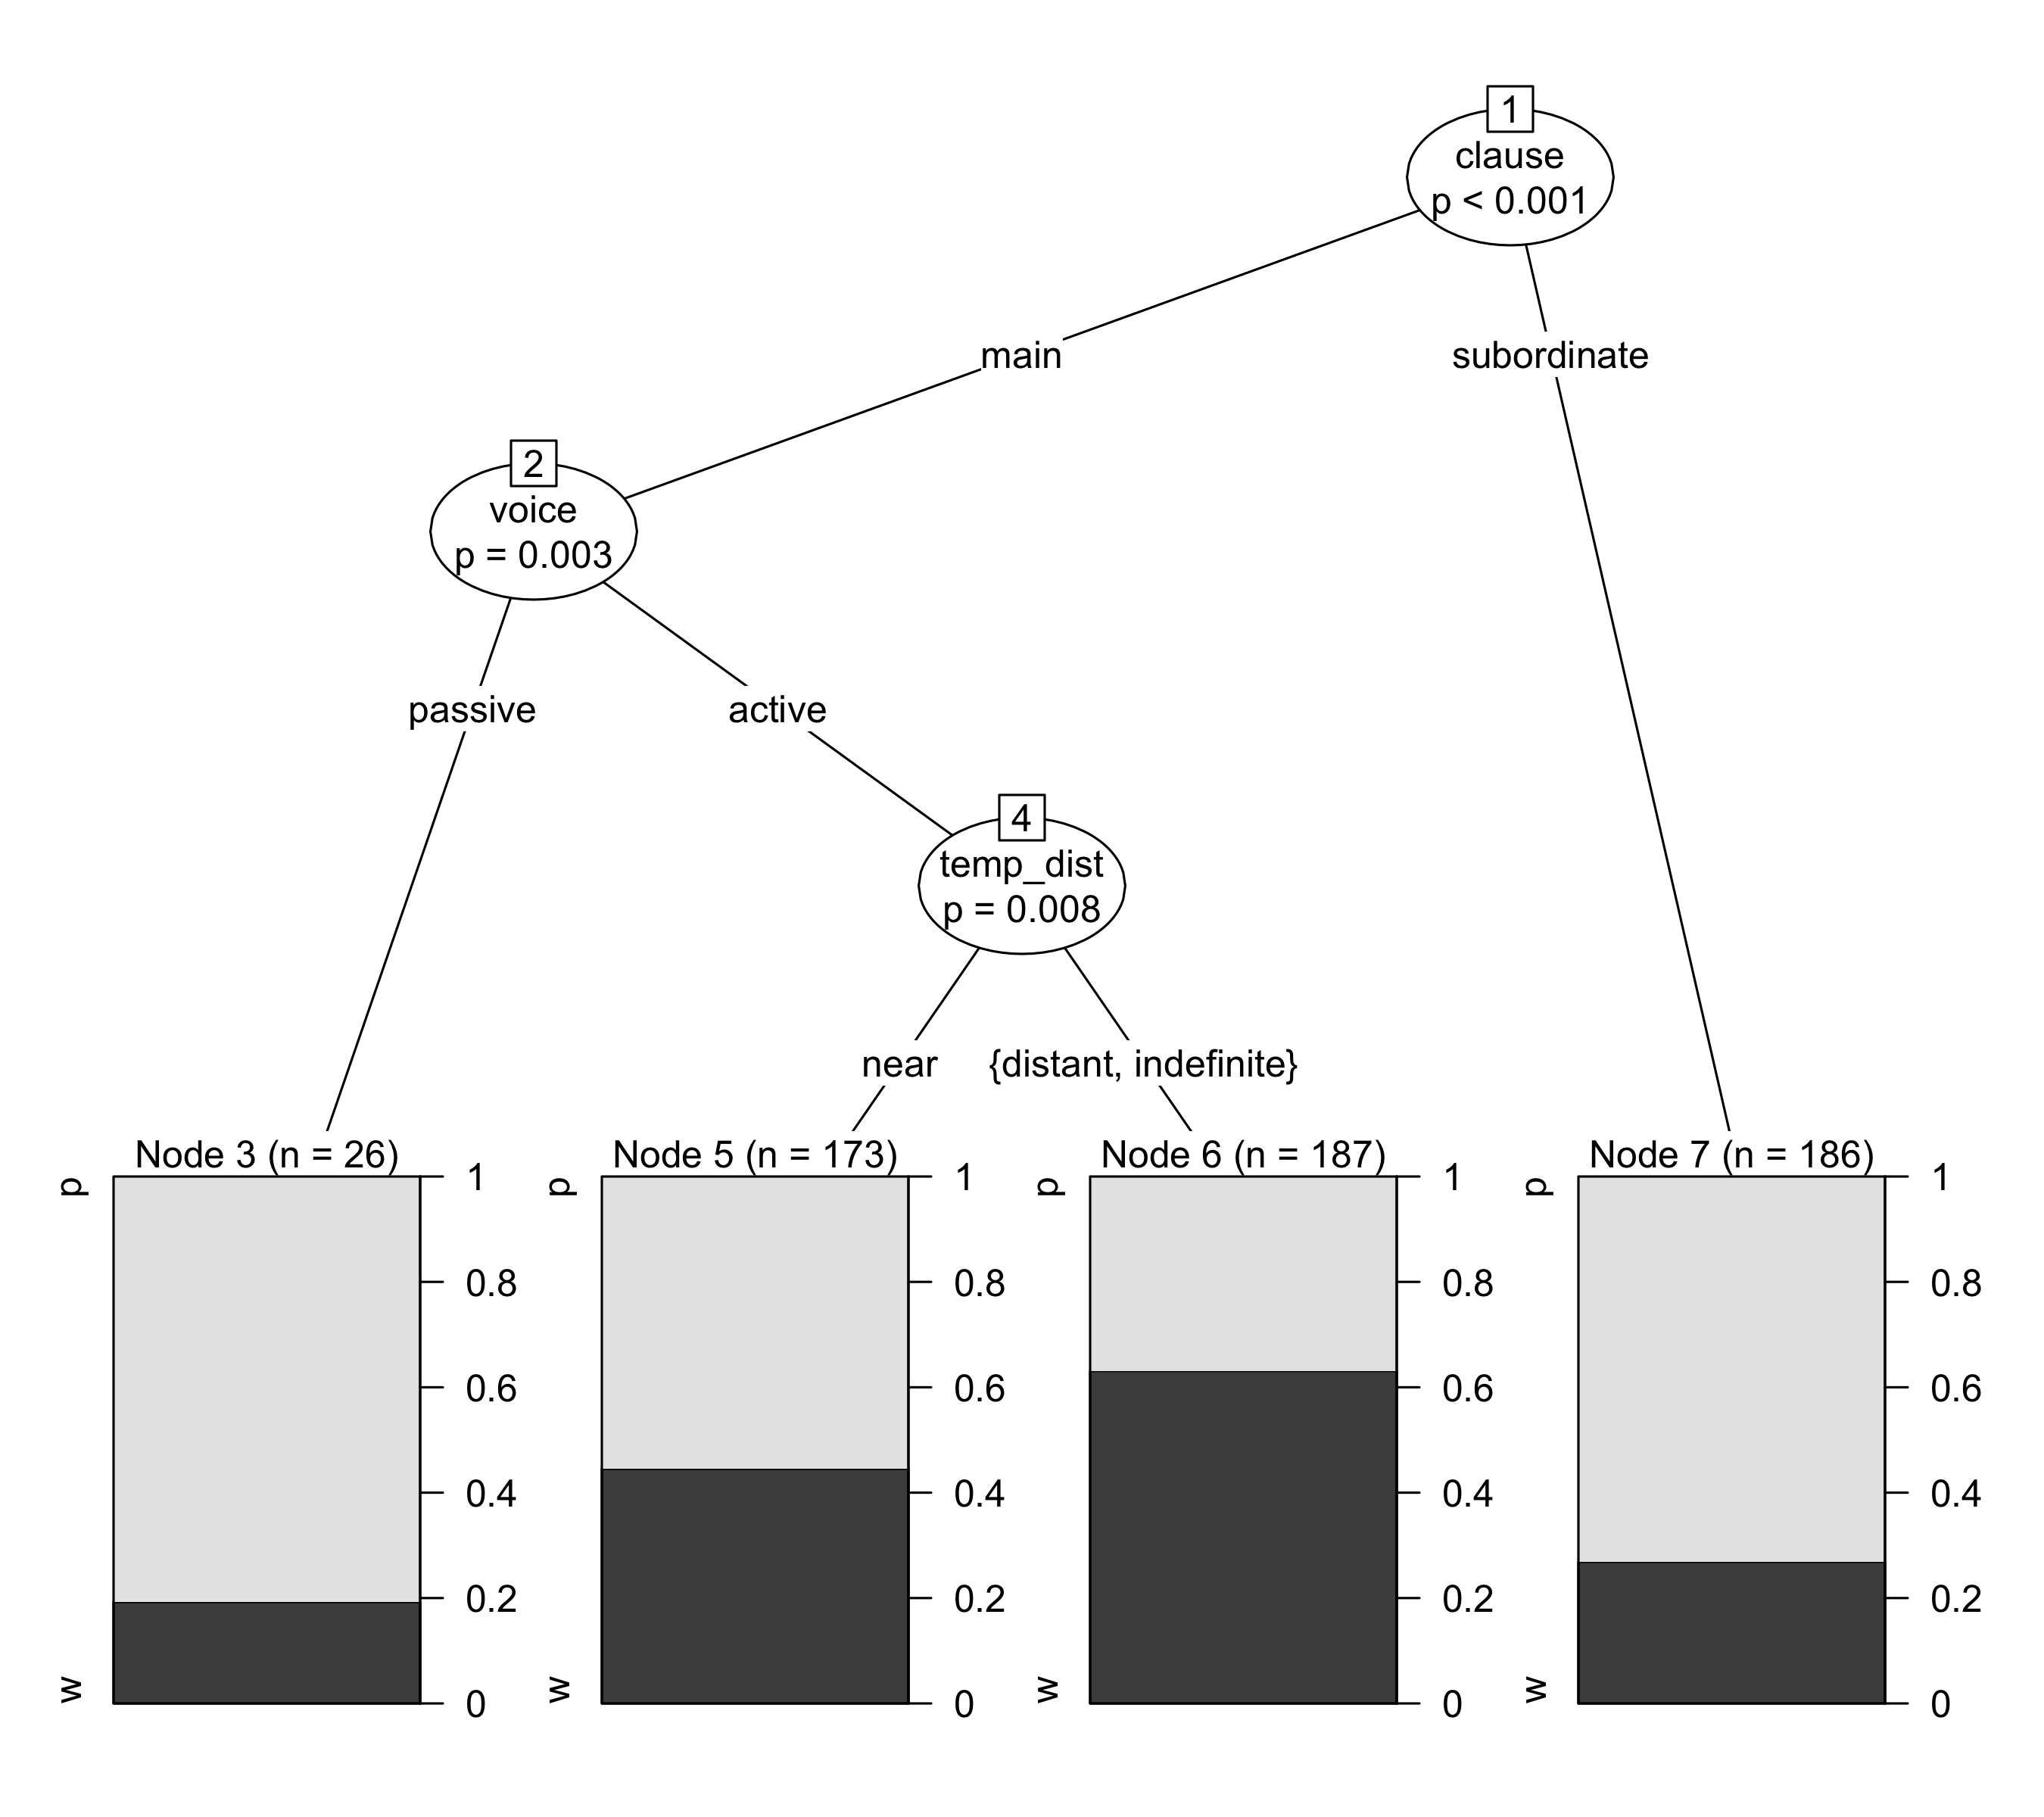 1
clause
p < 0.001
main
subordinate
2
voice
p = 0.003
passive
active
4
temp_dist
p = 0.008
near
{distant, indefinite}
Node 3 (n = 26)
p
w
1
0.8
0.6
0.4
0.2
0
Node 5 (n = 173)
p
w
1
0.8
0.6
0.4
0.2
0
Node 6 (n = 187)
p
w
1
0.8
0.6
0.4
0.2
0
Node 7 (n = 186)
p
w
1
0.8
0.6
0.4
0.2
0